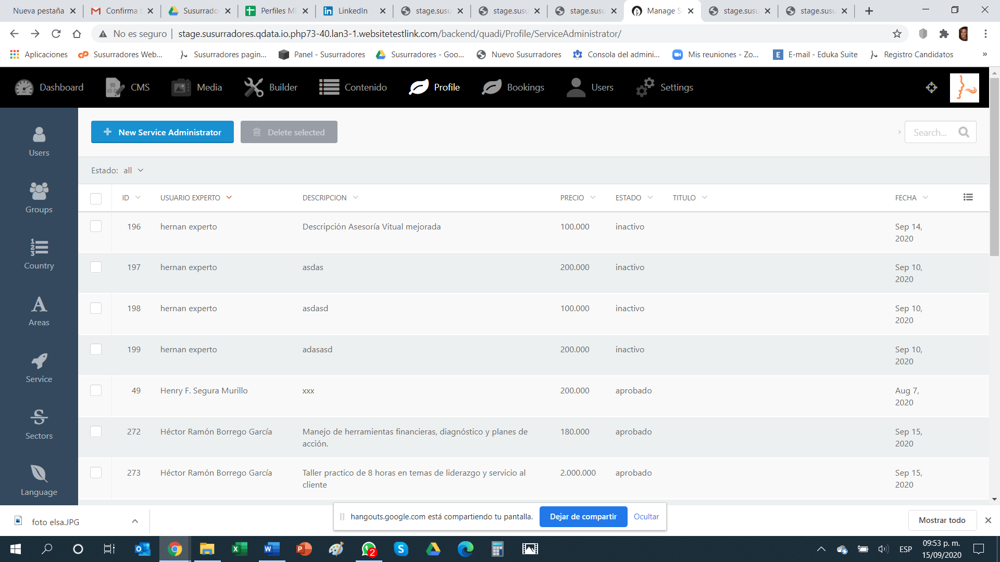 Nueva pestaña
Confirma
Susurrado
Perfiles M
LinkedIn
stage.susu
stage.susu
stage.susu
Manage S
stage.susu
stage.susu
No es seguro | stage.susurradores.qdata.io.php73-40.lan3-1.websitetestlink.com/backend/quadi/Profile/ServiceAdministrator/
Aplicaciones
Susurradores Web...
Susurradores pagin...
Panel - Susurradores
Susurradores - Goo...
Nuevo Susurradores
Consola del admini...
Mis reuniones - Zo...
E-mail - Eduka Suite
Registro Candidatos
»
Dashboard
CMS
Media
Builder
Contenido
Profile
Bookings
Users
Settings
Users
Groups
Country
Areas
Service
Sectors
Language
+ New Service Administrator
Delete selected
Search...
Estado: all
ID USUARIO EXPERTO DESCRIPCION PRECIO ESTADO TITULO FECHA
196 hernan experto Descripción Asesoría Vitual mejorada 100.000 inactivo Sep 14,
2020
197 hernan experto asdas 200.000 inactivo Sep 10,
2020
198 hernan experto asdasd 100.000 inactivo Sep 10,
2020
199 hernan experto adasasd 200.000 inactivo Sep 10,
2020
49 Henry F. Segura Murillo xxx 200.000 aprobado Aug 7,
2020
272 Héctor Ramón Borrego García Manejo de herramientas financieras, diagnóstico y planes de 180.000 aprobado Sep 15,
acción. 2020
273 Héctor Ramón Borrego García Taller practico de 8 horas en temas de liderazgo y servicio al 2.000.000 aprobado Sep 15,
cliente 2020
foto elsa.JPG
hangouts.google.com está compartiendo tu pantalla.
Dejar de compartir
Ocultar
Mostrar todo
2
ESP
09:53 p. m.
15/09/2020